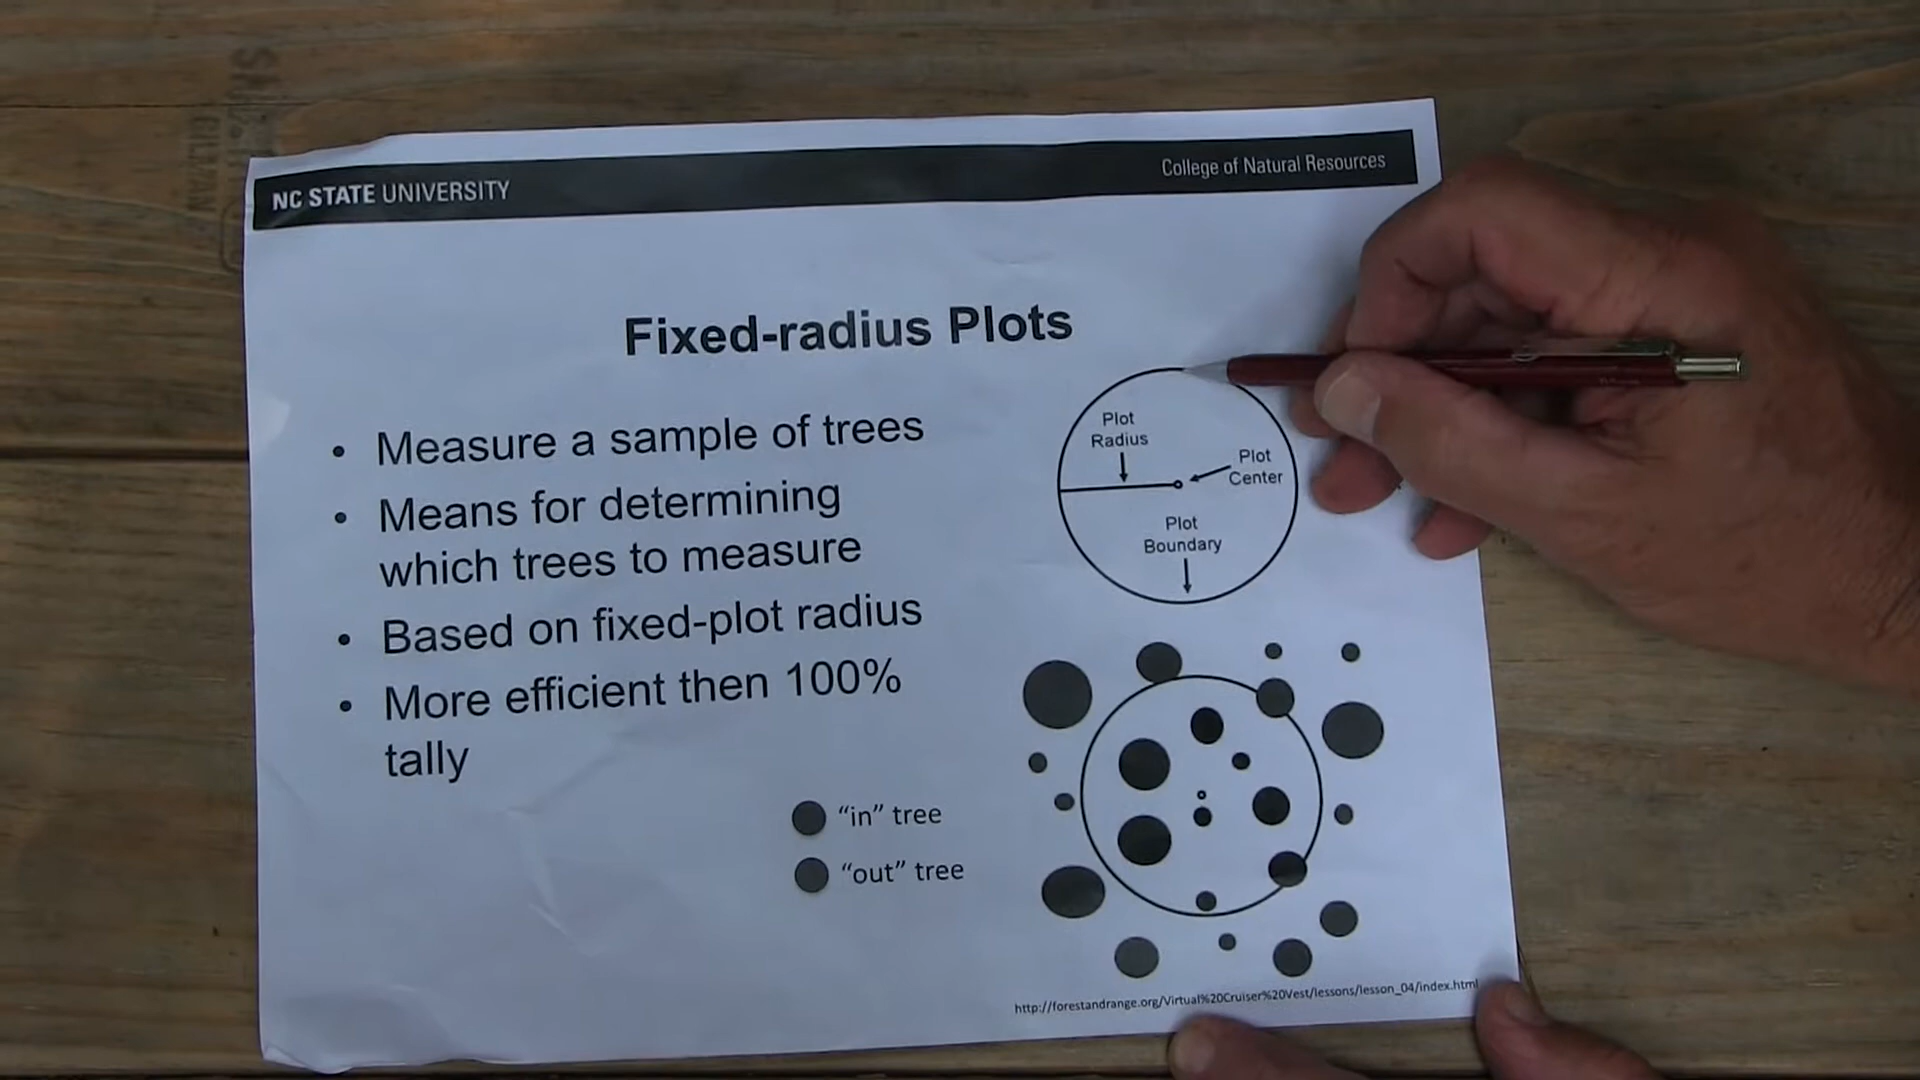 NC STATE UNIVERSITY
College of Natural Resources
Fixed-radius Plots
• Measure a sample of trees
• Means for determining
which trees to measure
• Based on fixed-plot radius
• More efficient then 100%
tally
Plot
Radius
Plot
Center
Plot
Boundary
“in” tree
“out” tree
http://forestandrange.org/Virtual%20Cruiser%20Vest/lessons/lesson_04/index.html